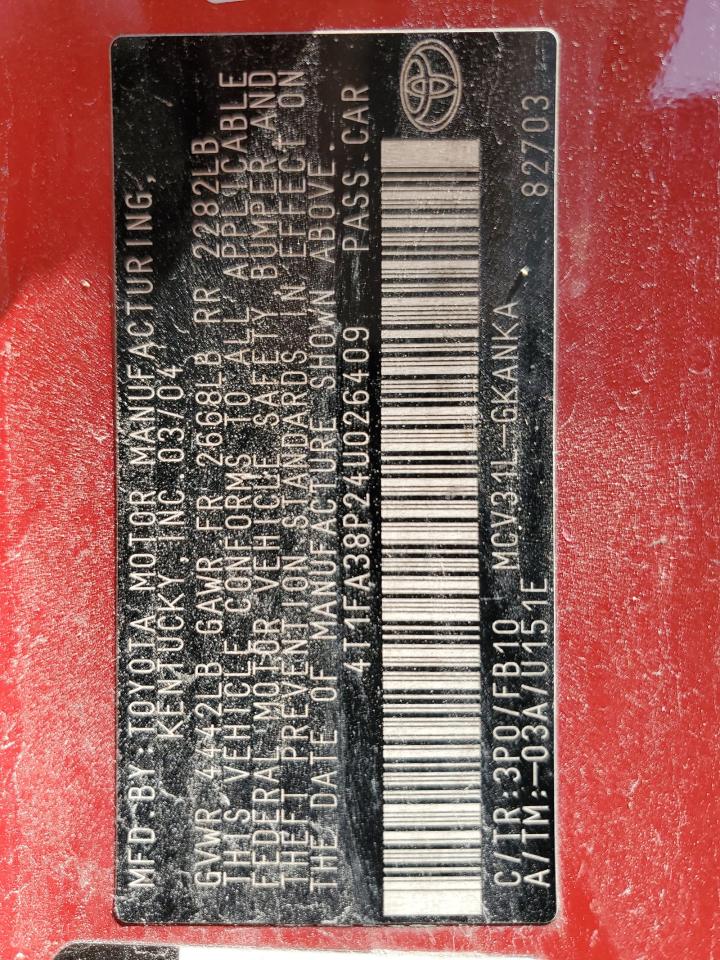 MFD.BY:TOYOTA MOTOR MANUFACTURING,
KENTUCKY,INC 03/04
GVWR 4442LB GAWR FR 2668LB RR 2282LB
THIS VEHICLE CONFORMS TO ALL APPLICABLE
FEDERAL MOTOR VEHICLE SAFETY BUMPER AND
THEFT PREVENTION STANDARDS IN EFFECT ON
THE DATE OF MANUFACTURE SHOWN ABOVE.
4T1FA38P24U026409 PASS.CAR
C/TR:3P0/FB10 MCV31L-GKANKA 82703
A/TM:-03A/U151E